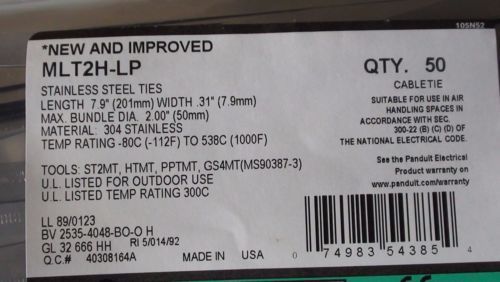 105N52
*NEW AND IMPROVED
MLT2H-LP
QTY. 50
STAINLESS STEEL TIES
CABLETIE
LENGTH 7.9" (201mm) WIDTH .31" (7.9mm)
MAX. BUNDLE DIA. 2.00" (50mm)
MATERIAL: 304 STAINLESS
TEMP RATING -80C (-112F) TO 538C (1000F)
SUITABLE FOR USE IN AIR
HANDLING SPACES IN
ACCORDANCE WITH SEC.
300-22 (B) (C) (D) OF
THE NATIONAL ELECTRICAL CODE.
TOOLS: ST2MT, HTMT, PPTMT, GS4MT(MS90387-3)
U.L. LISTED FOR OUTDOOR USE
U.L. LISTED TEMP RATING 300C
See the Panduit Electrical
Product warranty on
www.panduit.com/warranty
LL 89/0123
BV 2535-4048-BO-O H
GL 32 666 HH RI 5/014/92
Q.C.# 40308164A
MADE IN USA
0 74983 54385 4